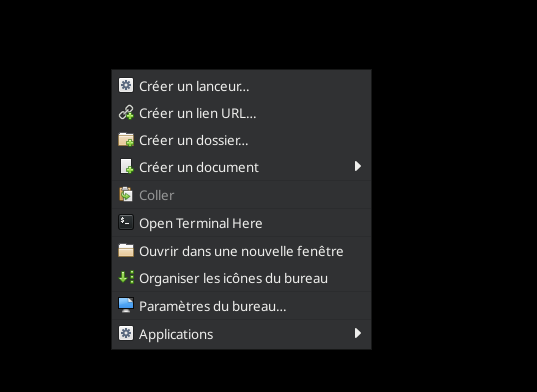 Créer un lanceur...
Créer un lien URL...
Créer un dossier...
Créer un document
Coller
Open Terminal Here
Ouvrir dans une nouvelle fenêtre
Organiser les icônes du bureau
Paramètres du bureau...
Applications